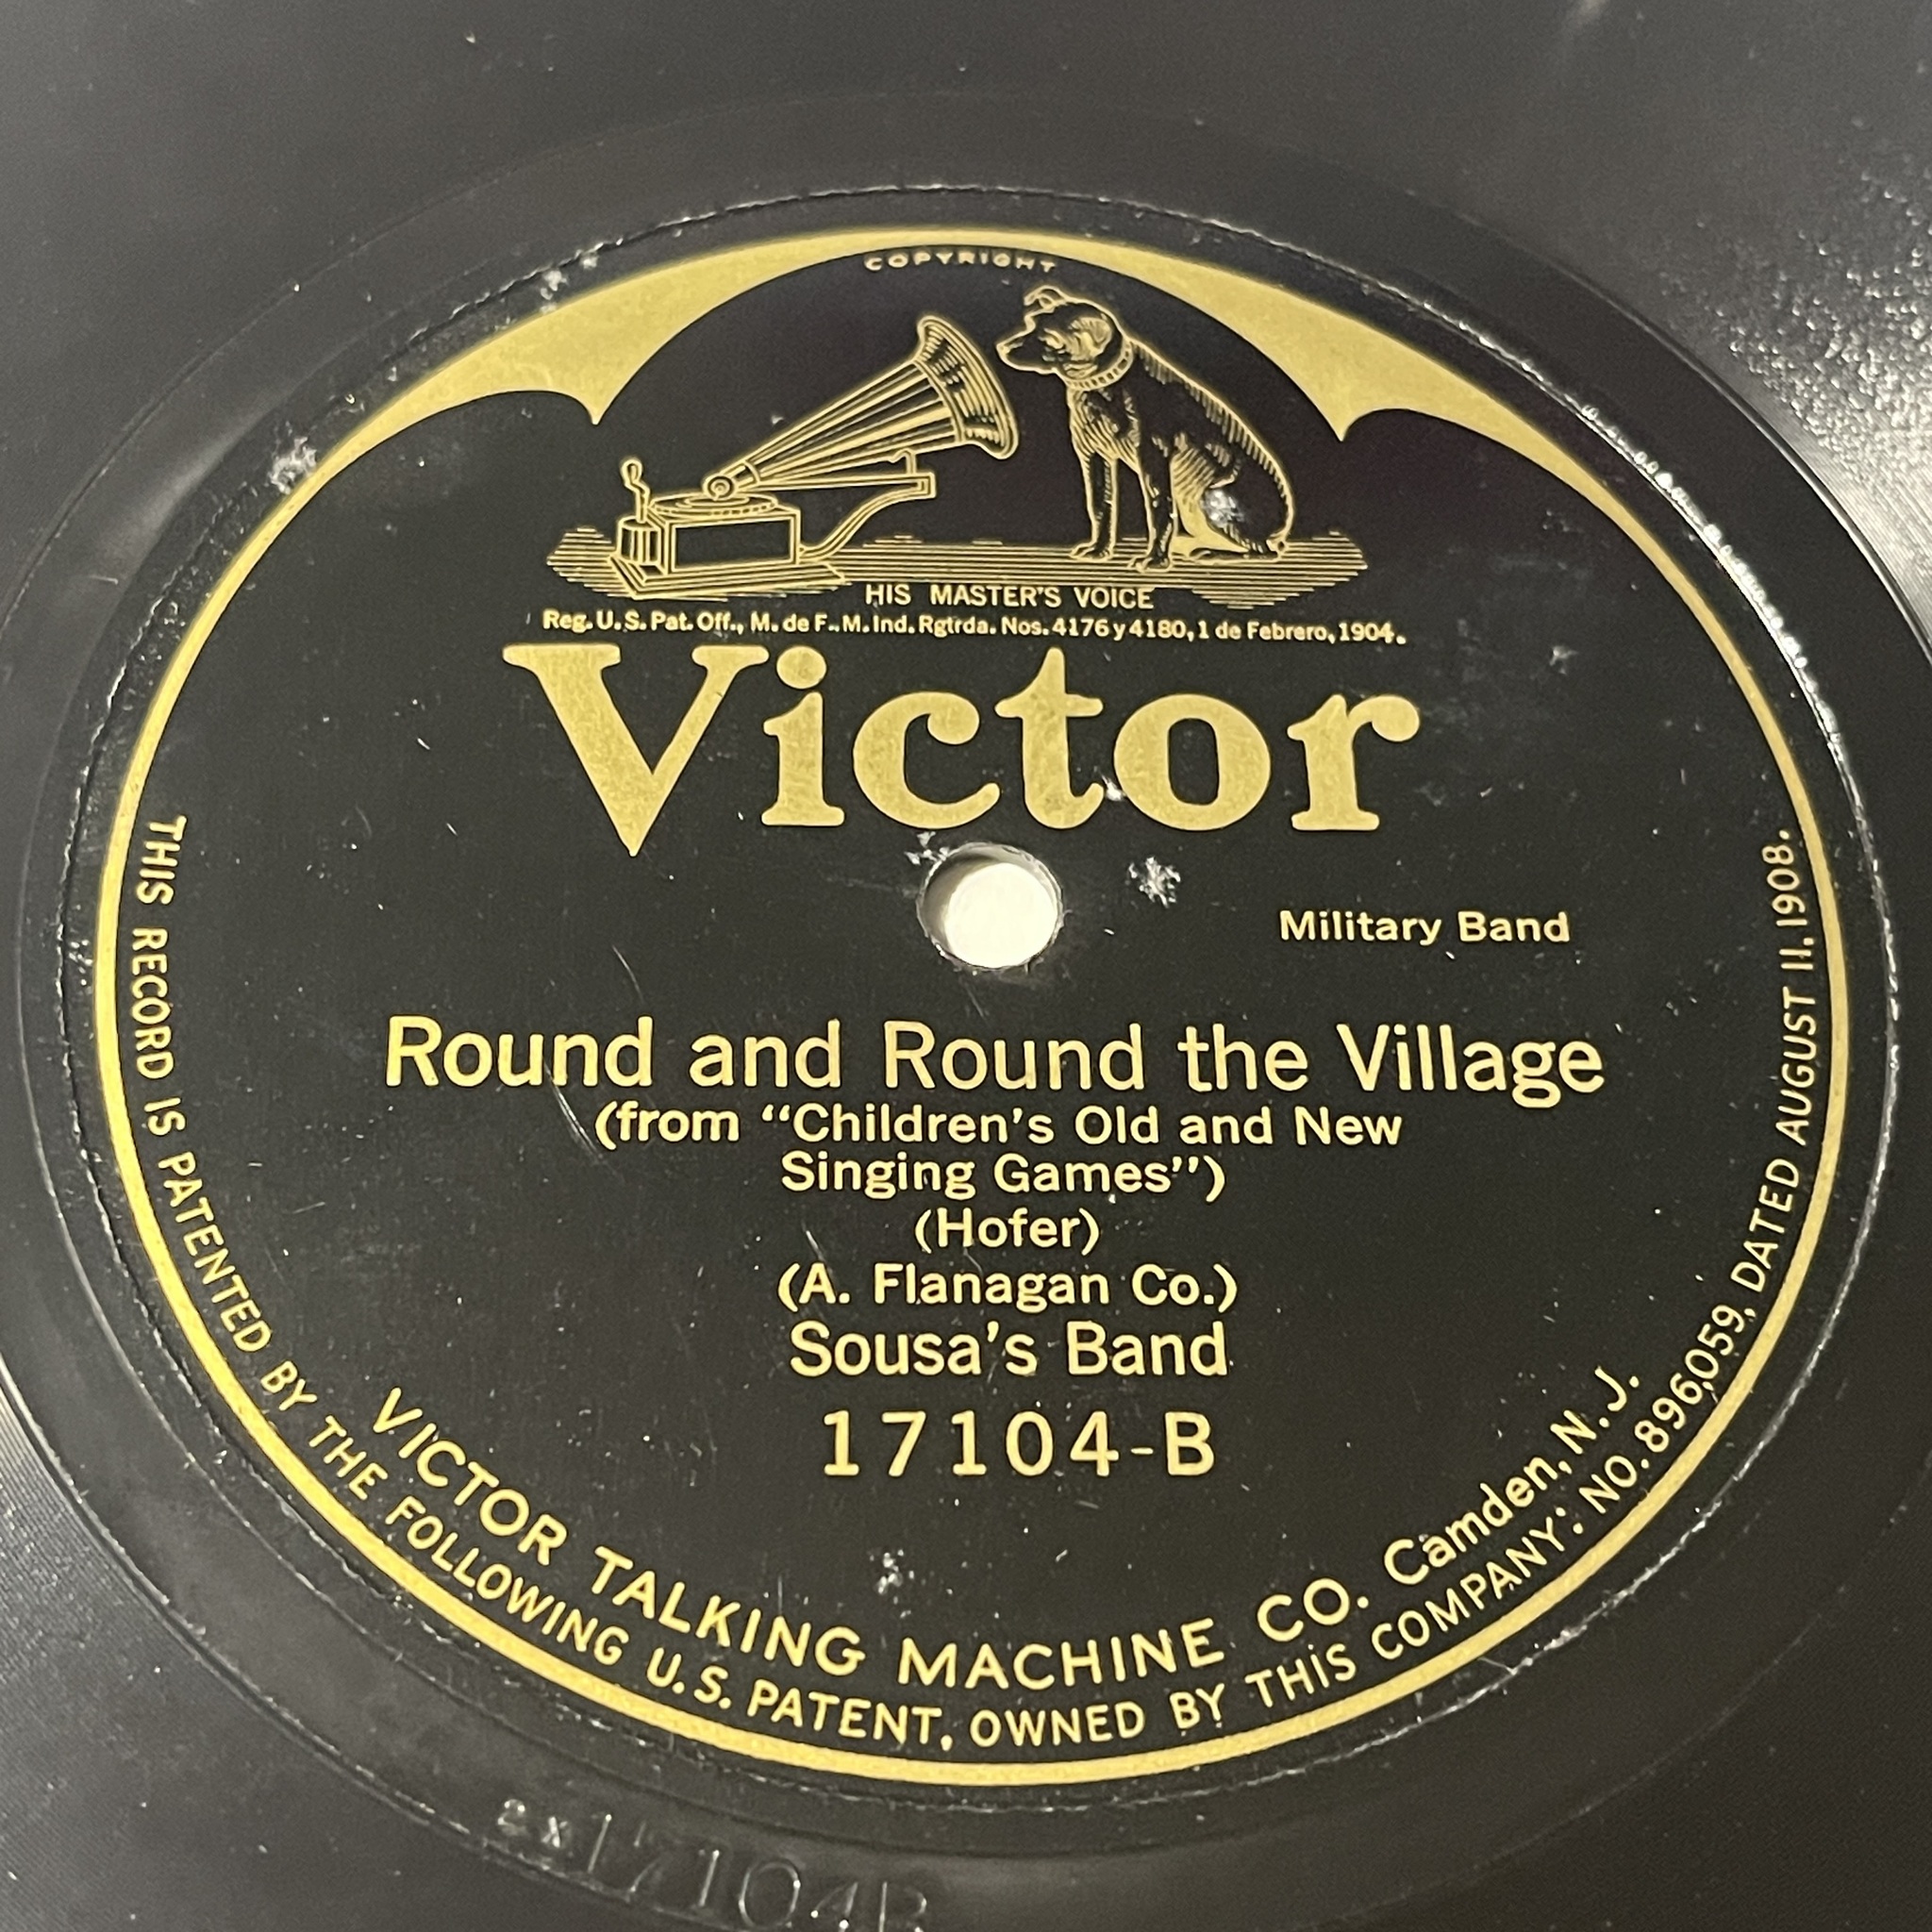 COPYRIGHT
HIS MASTER'S VOICE
Reg. U. S. Pat. Off., M. de F. M. Ind. Rgtrda. Nos. 4176 y 4180, 1 de Febrero, 1904.
Victor
Military Band
Round and Round the Village
(from "Children's Old and New
Singing Games")
(Hofer)
(A. Flanagan Co.)
Sousa's Band
17104-B
VICTOR TALKING MACHINE CO. Camden, N. J.
THIS RECORD IS PATENTED BY THE FOLLOWING U. S. PATENT, OWNED BY THIS COMPANY: NO. 896,059, DATED AUGUST 11, 1908.
2x17104B